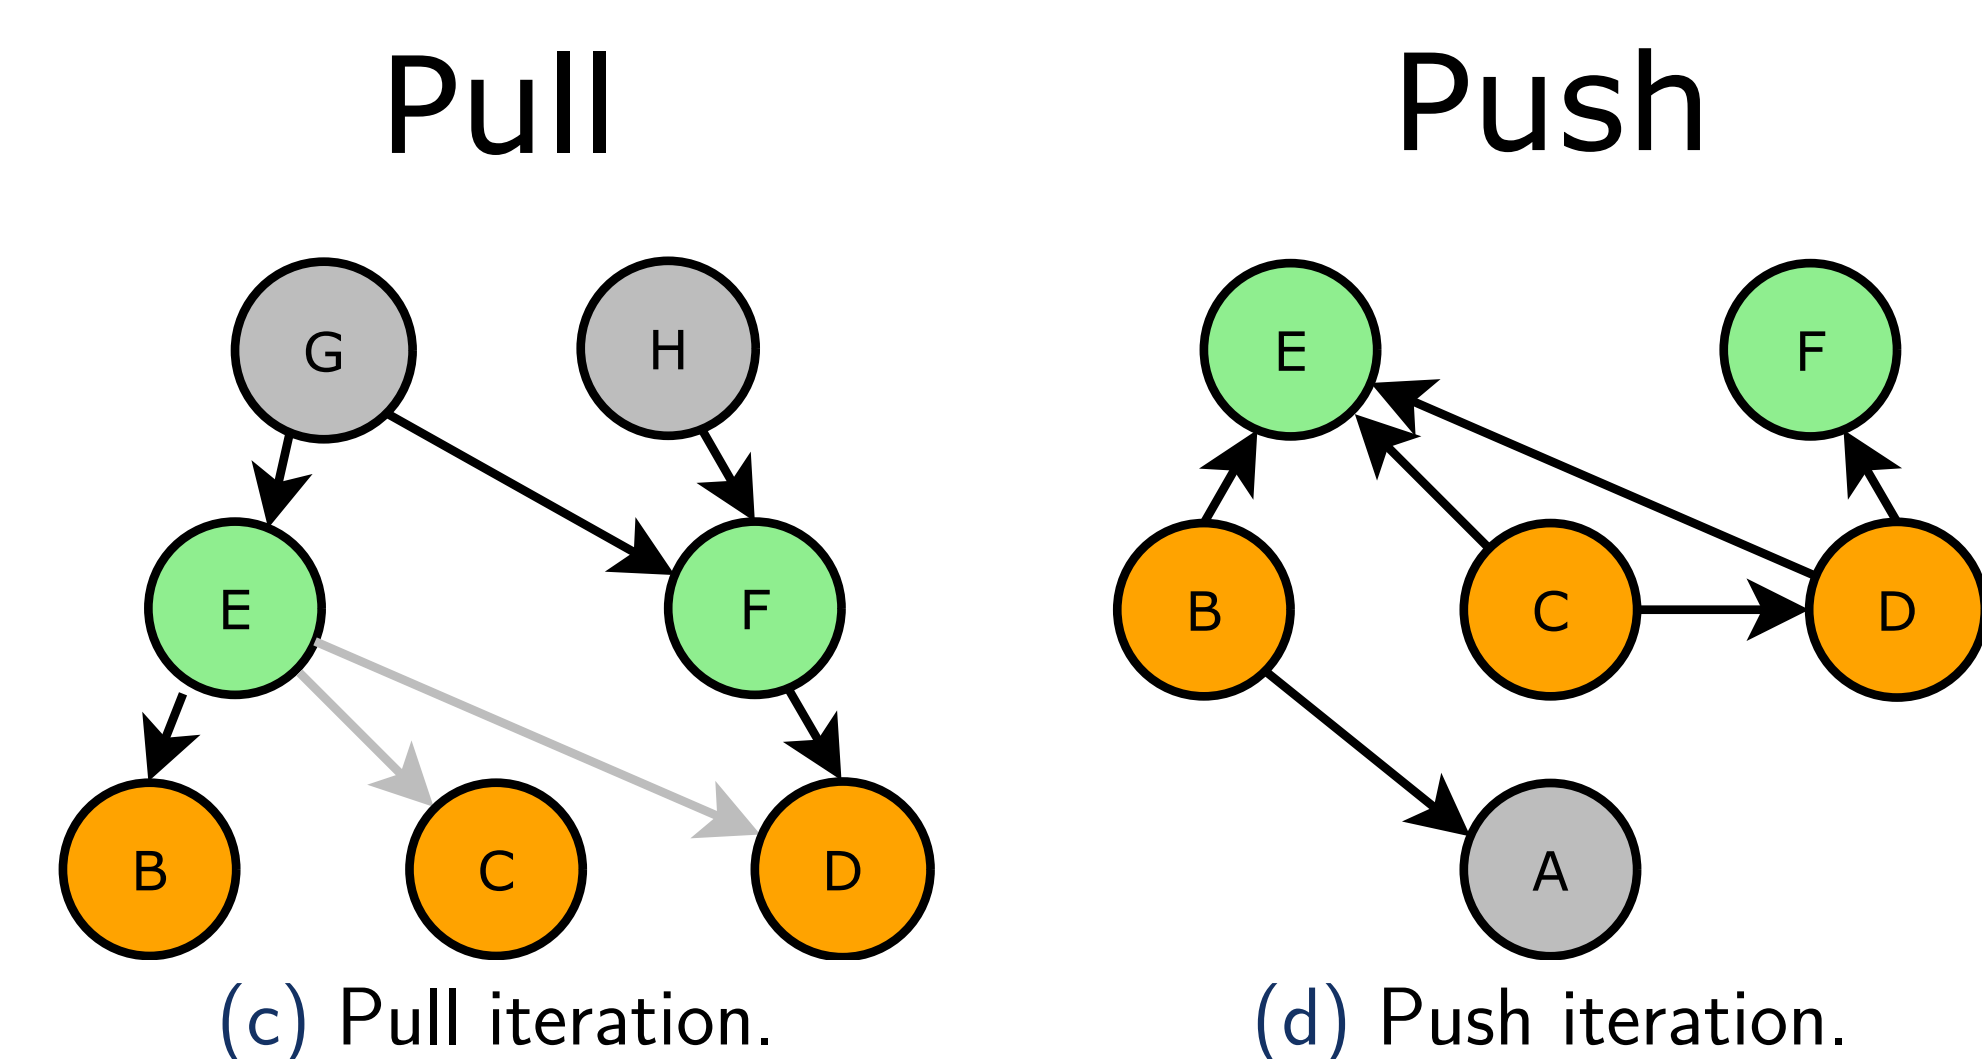 Pull
Push
G
H
E
F
B
C
D
(c) Pull iteration.
E
F
B
C
D
A
(d) Push iteration.